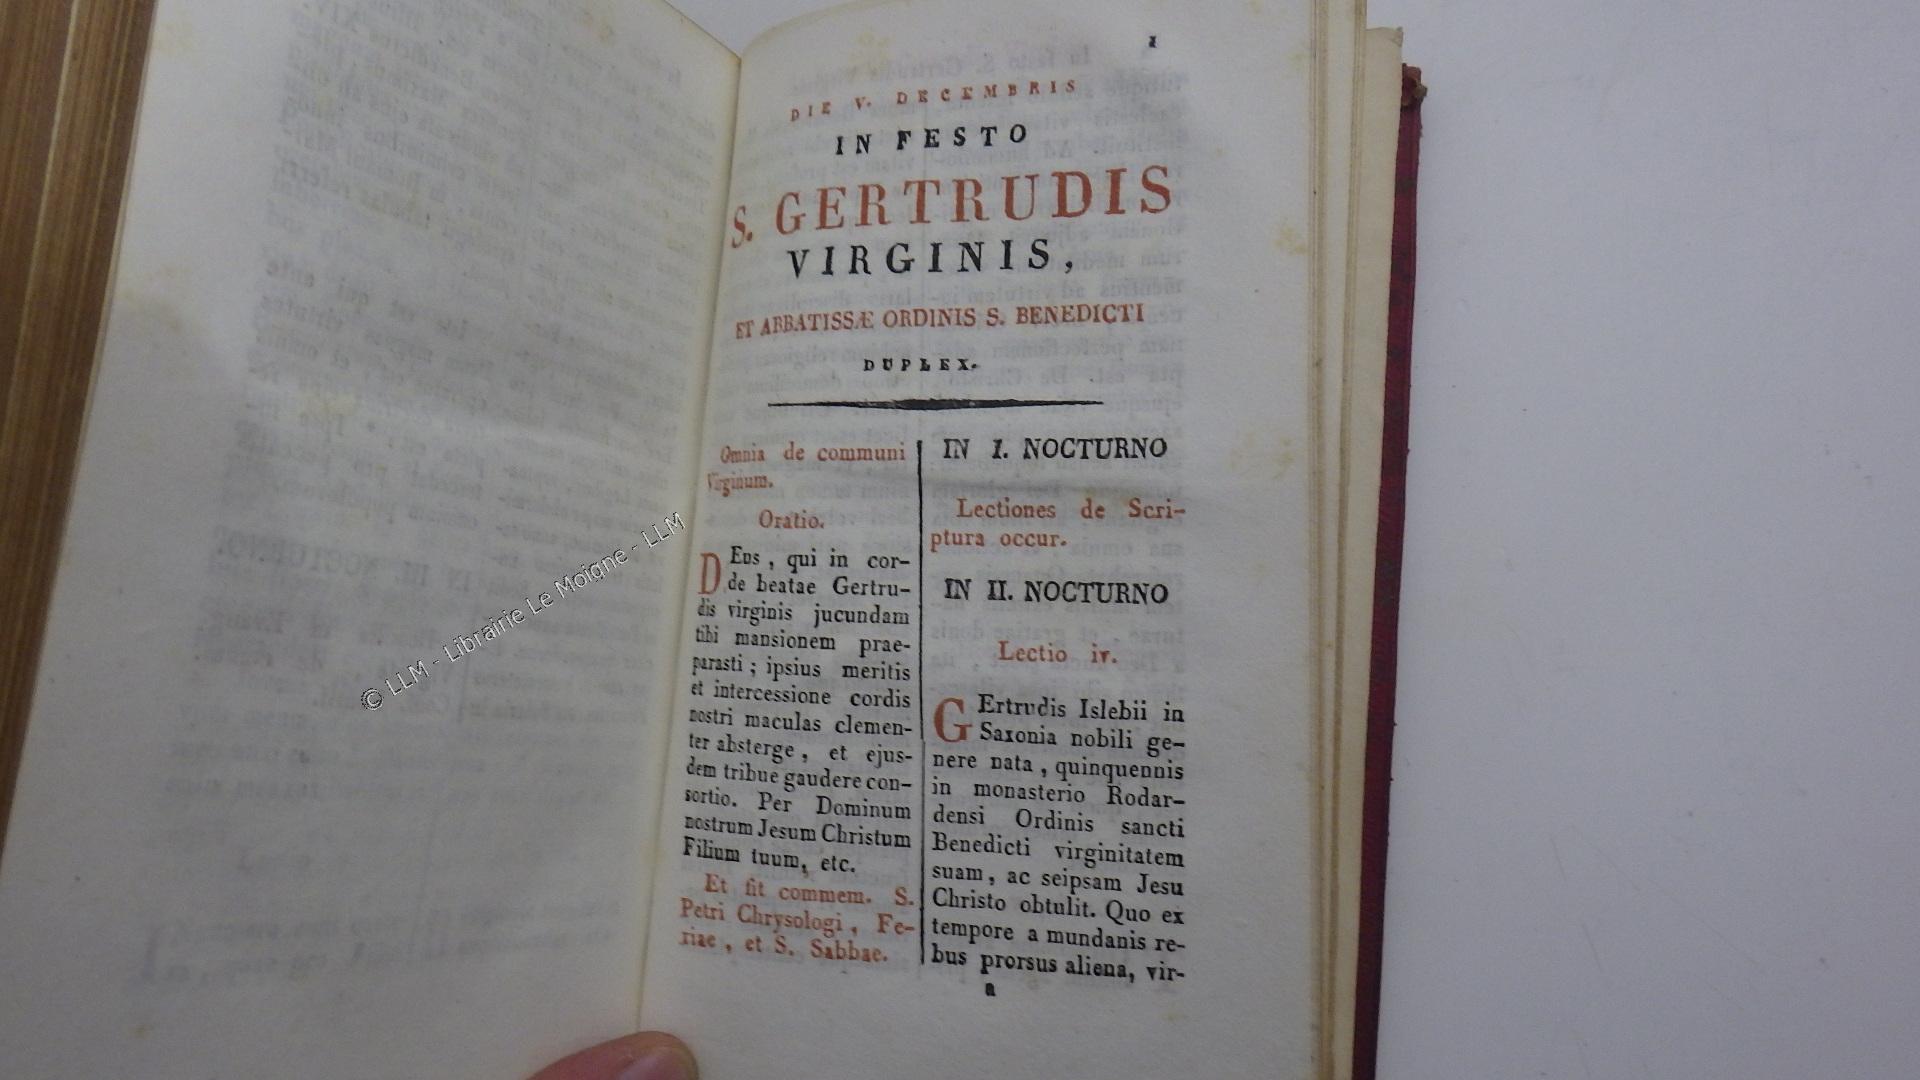 1
DIE V. DECEMBRIS
IN FESTO
S. GERTRUDIS
VIRGINIS,
ET ABBATISSÆ ORDINIS S. BENEDICTI
DUPLEX.
Omnia de communi
Virginum.
Oratio.
DEus, qui in cor-
de beatae Gertru-
dis virginis jucundam
tibi mansionem prae-
parasti; ipsius meritis
et intercessione cordis
nostri maculas clemen-
ter absterge, et ejus-
dem tribue gaudere con-
sortio. Per Dominum
nostrum Jesum Christum
Filium tuum, etc.
Et fit commem. S.
Petri Chrysologi, Fe-
riae, et S. Sabbae.
IN I. NOCTURNO
Lectiones de Scri-
ptura occur.
IN II. NOCTURNO
Lectio iv.
GErtrudis Islebii in
Saxonia nobili ge-
nere nata, quinquennis
in monasterio Rodar-
densi Ordinis sancti
Benedicti virginitatem
suam, ac seipsam Jesu
Christo obtulit. Quo ex
tempore a mundanis re-
bus prorsus aliena, vir-
a
© LLM - Librairie Le Moigne - LLM